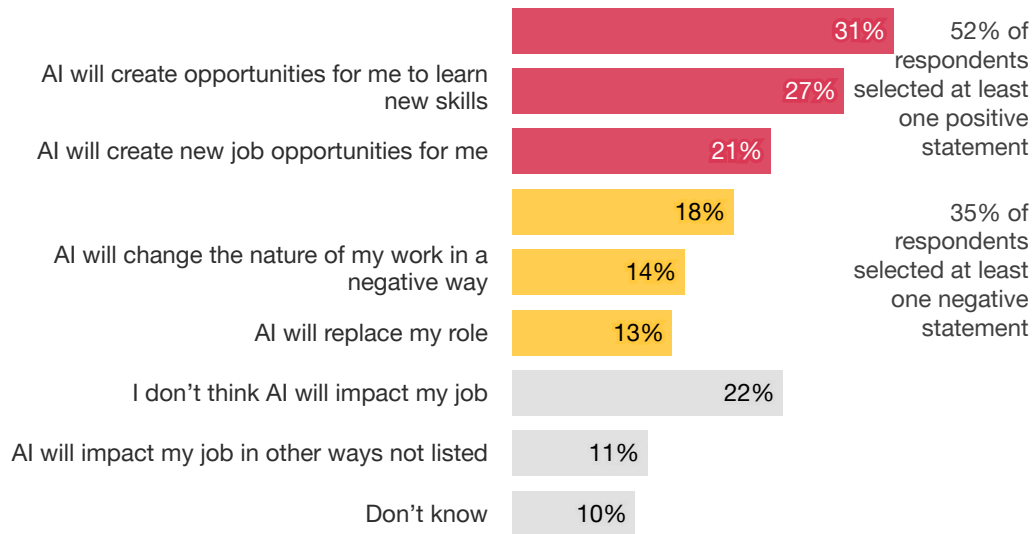 31%
AI will create opportunities for me to learn
new skills
27%
AI will create new job opportunities for me
21%
52% of
respondents
selected at least
one positive
statement
18%
AI will change the nature of my work in a
negative way
14%
AI will replace my role
13%
35% of
respondents
selected at least
one negative
statement
I don’t think AI will impact my job
22%
AI will impact my job in other ways not listed
11%
Don’t know
10%